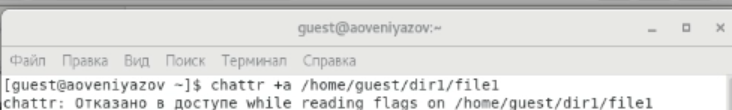 guest@aoveniyazov:~
Файл Правка Вид Поиск Терминал Справка
[guest@aoveniyazov ~]$ chattr +a /home/guest/dir1/file1
chattr: Отказано в доступе while reading flags on /home/guest/dir1/file1